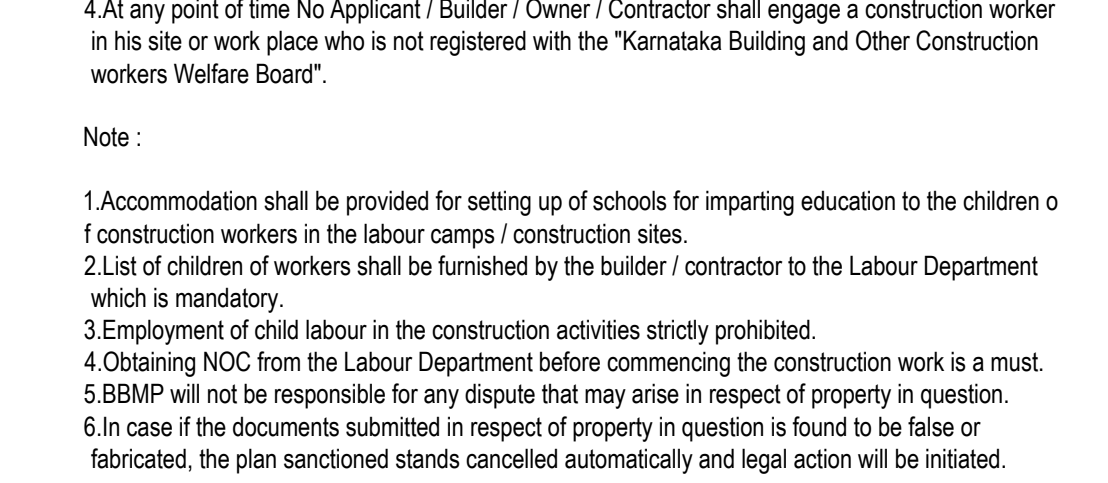 4.At any point of time No Applicant / Builder / Owner / Contractor shall engage a construction worker
in his site or work place who is not registered with the "Karnataka Building and Other Construction
workers Welfare Board".
Note :
1.Accommodation shall be provided for setting up of schools for imparting education to the children o
f construction workers in the labour camps / construction sites.
2.List of children of workers shall be furnished by the builder / contractor to the Labour Department
which is mandatory.
3.Employment of child labour in the construction activities strictly prohibited.
4.Obtaining NOC from the Labour Department before commencing the construction work is a must.
5.BBMP will not be responsible for any dispute that may arise in respect of property in question.
6.In case if the documents submitted in respect of property in question is found to be false or
fabricated, the plan sanctioned stands cancelled automatically and legal action will be initiated.